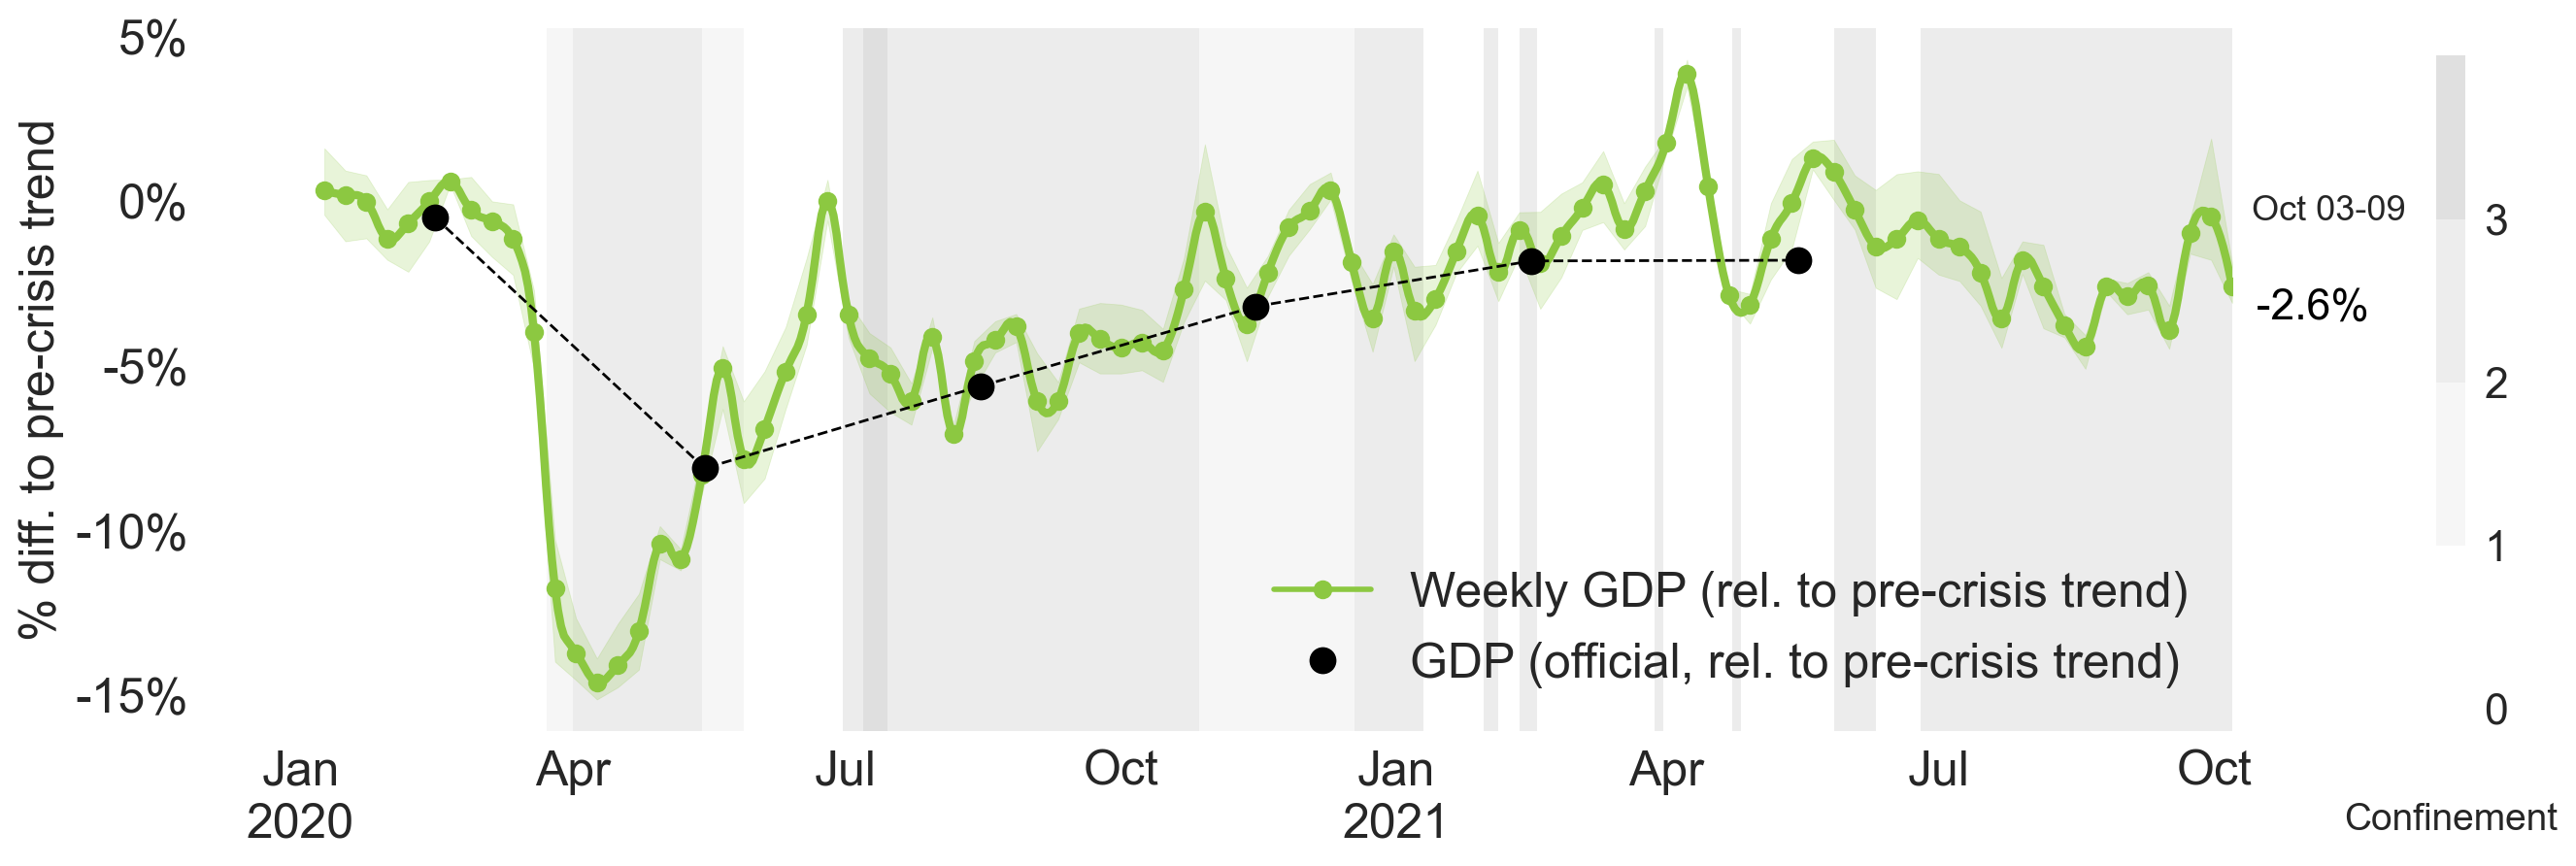 % diff. to pre-crisis trend
5%
0%
-5%
-10%
-15%
Oct 03-09
-2.6%
Weekly GDP (rel. to pre-crisis trend)
GDP (official, rel. to pre-crisis trend)
3
2
1
0
Jan Apr Jul Oct Jan Apr Jul Oct
2020 2021
Confinement